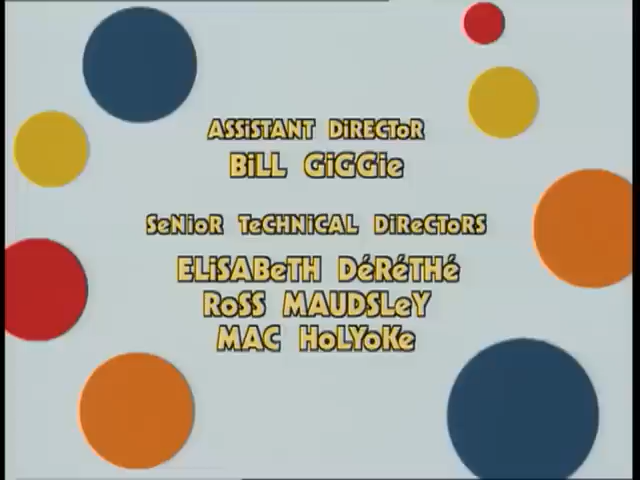 ASSiSTANT DiRECToR
BiLL GiGGie
SeNioR TeCHNiCAL DiReCToRS
ELiSABeTH DéRéTHé
RoSS MAUDSLeY
MAC HoLYoKe